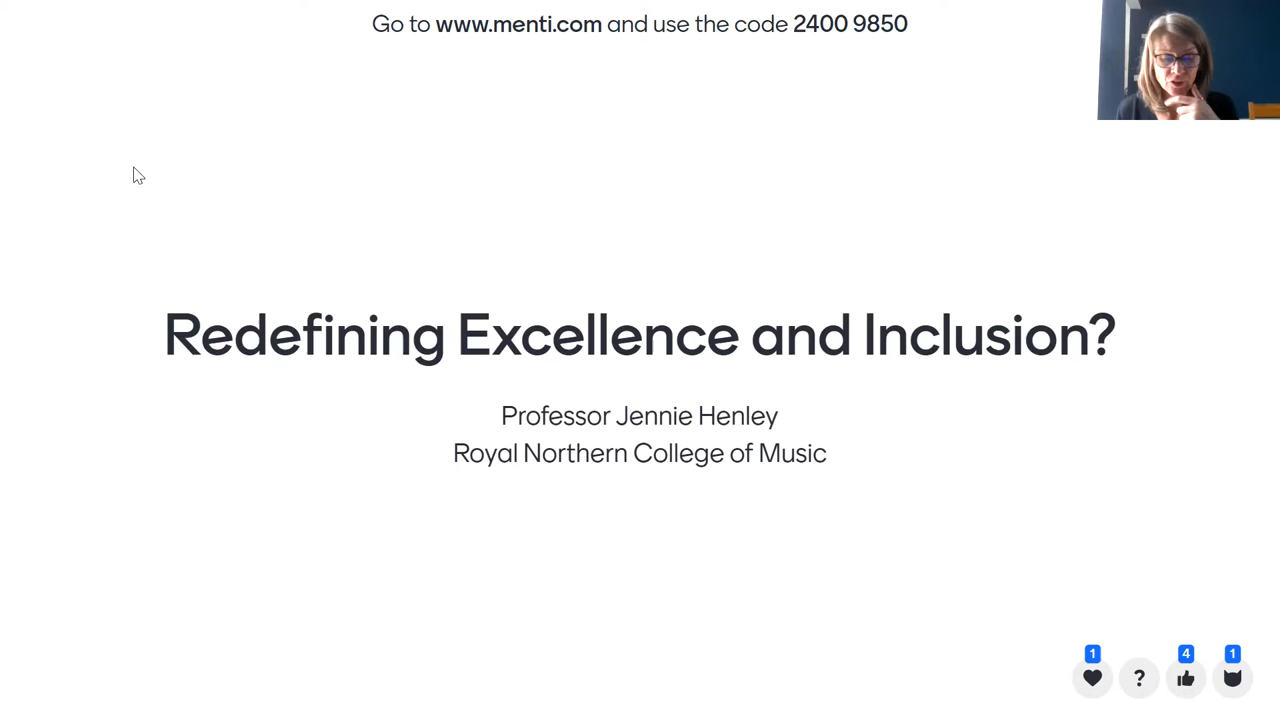 Go to www.menti.com and use the code 2400 9850
Redefining Excellence and Inclusion?
Professor Jennie Henley
Royal Northern College of Music
1
4
1
?